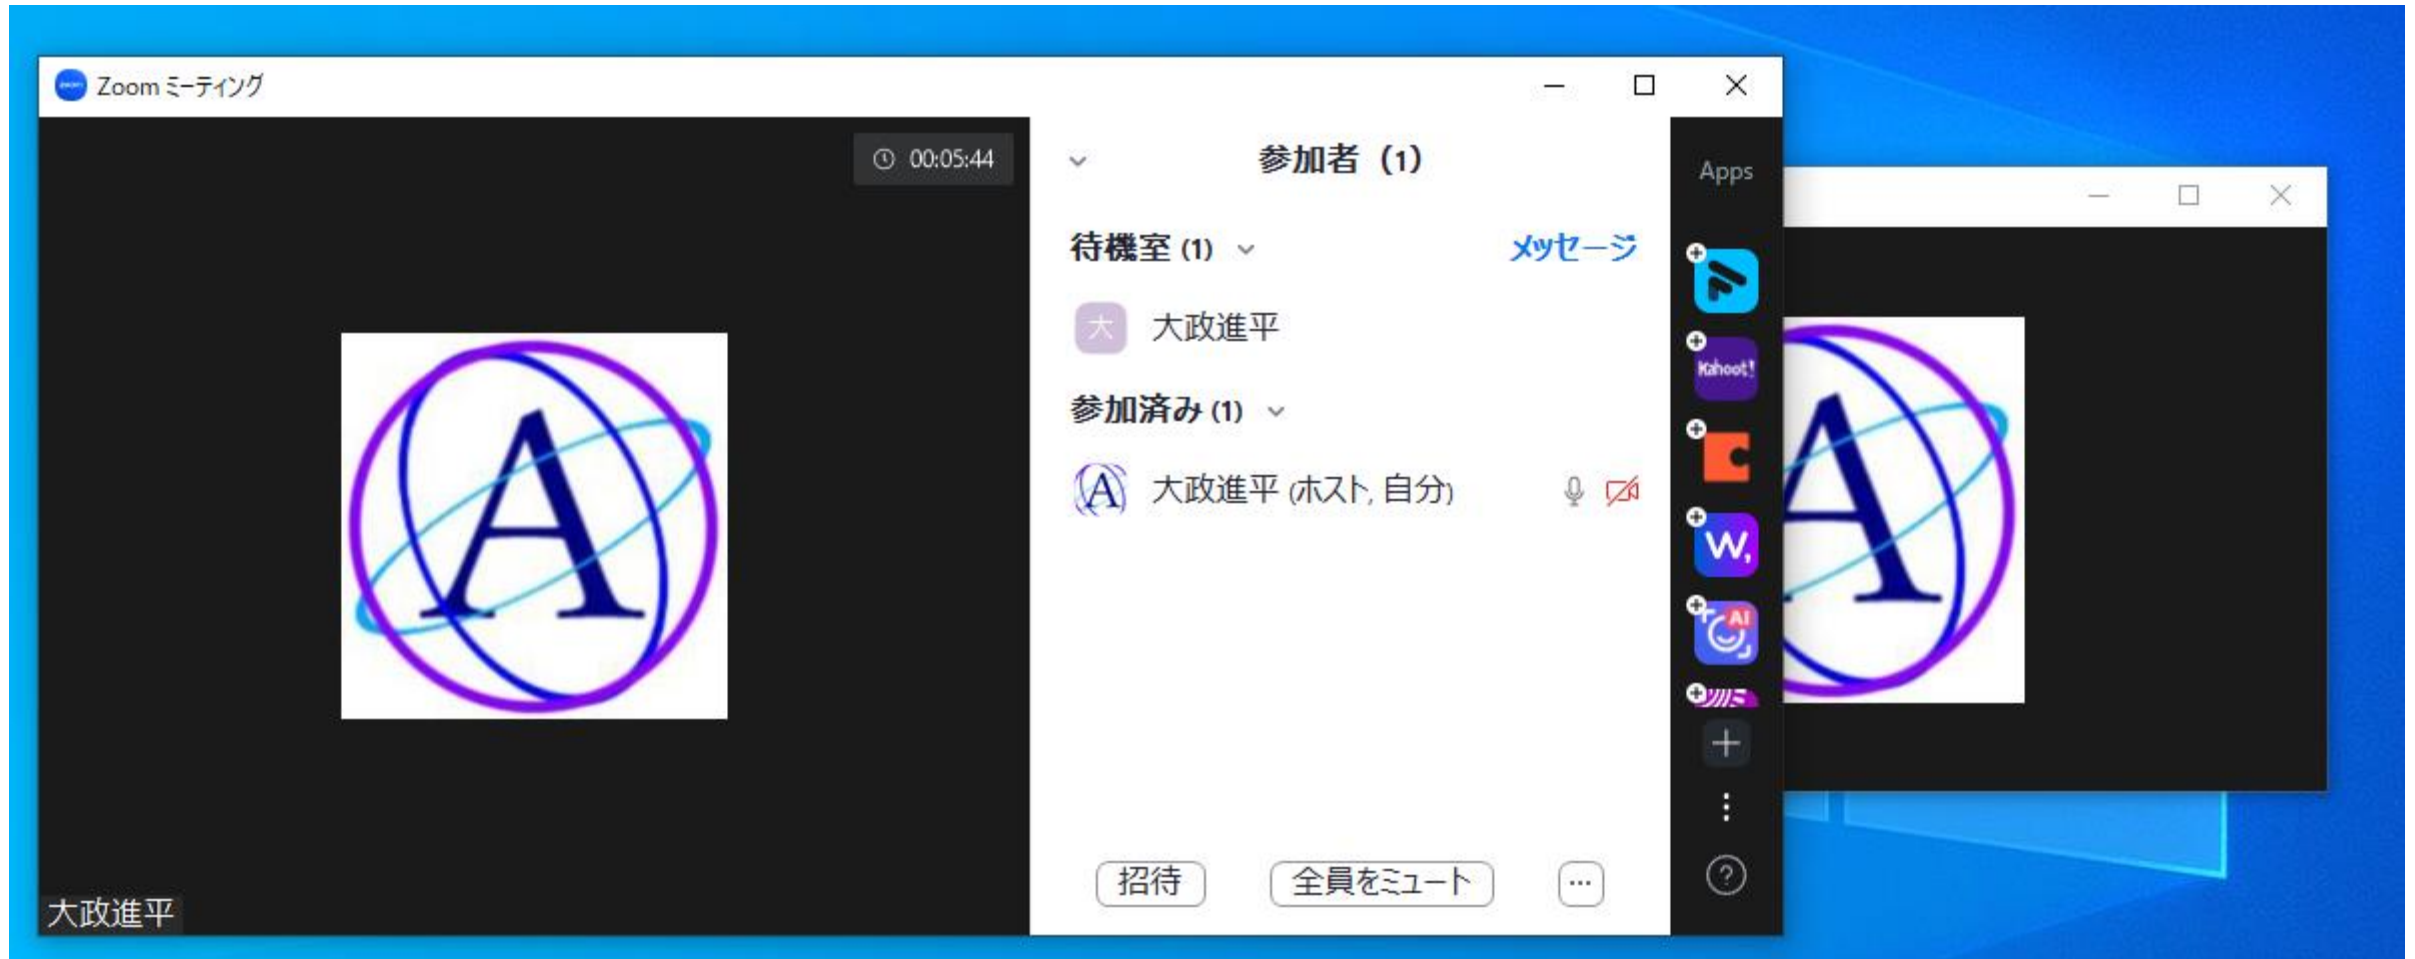 zoom Zoom ミーティング
00:05:44
参加者 (1)
待機室 (1) メッセージ
大 大政進平
参加済み (1)
A 大政進平 (ホスト, 自分)
招待 全員をミュート ...
Apps
Kahoot!
W,
AI
A
大政進平
A